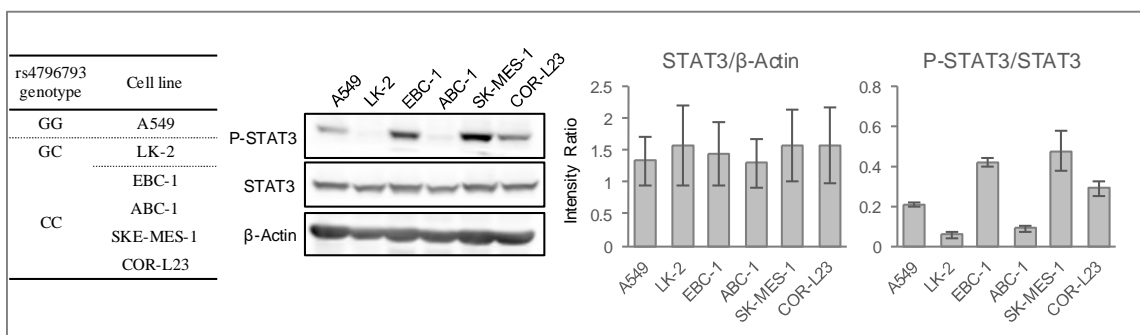 rs4796793
genotype
Cell line
GG
A549
GC
LK-2
CC
EBC-1
ABC-1
SKE-MES-1
COR-L23
A549
LK-2
EBC-1
ABC-1
SK-MES-1
COR-L23
P-STAT3
STAT3
β-Actin
STAT3/β-Actin
Intensity Ratio
2.5
2
1.5
1
0.5
0
A549
LK-2
EBC-1
ABC-1
SK-MES-1
COR-L23
P-STAT3/STAT3
0.8
0.6
0.4
0.2
0
A549
LK-2
EBC-1
ABC-1
SK-MES-1
COR-L23